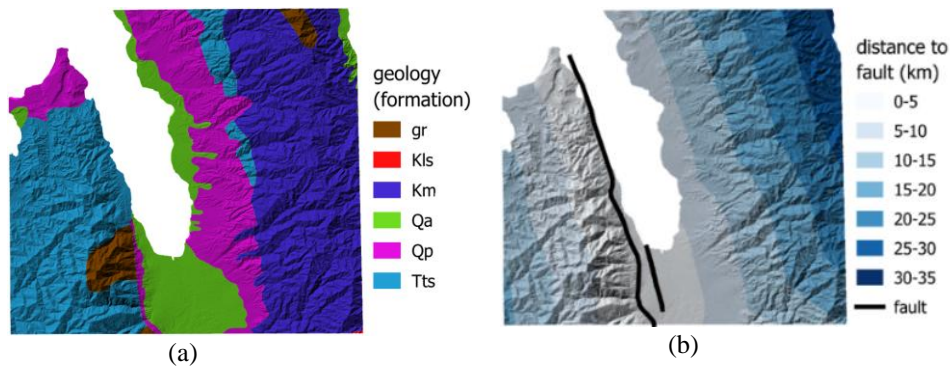 geology
(formation)
gr
Kls
Km
Qa
Qp
Tts
(a)
distance to
fault (km)
0-5
5-10
10-15
15-20
20-25
25-30
30-35
fault
(b)